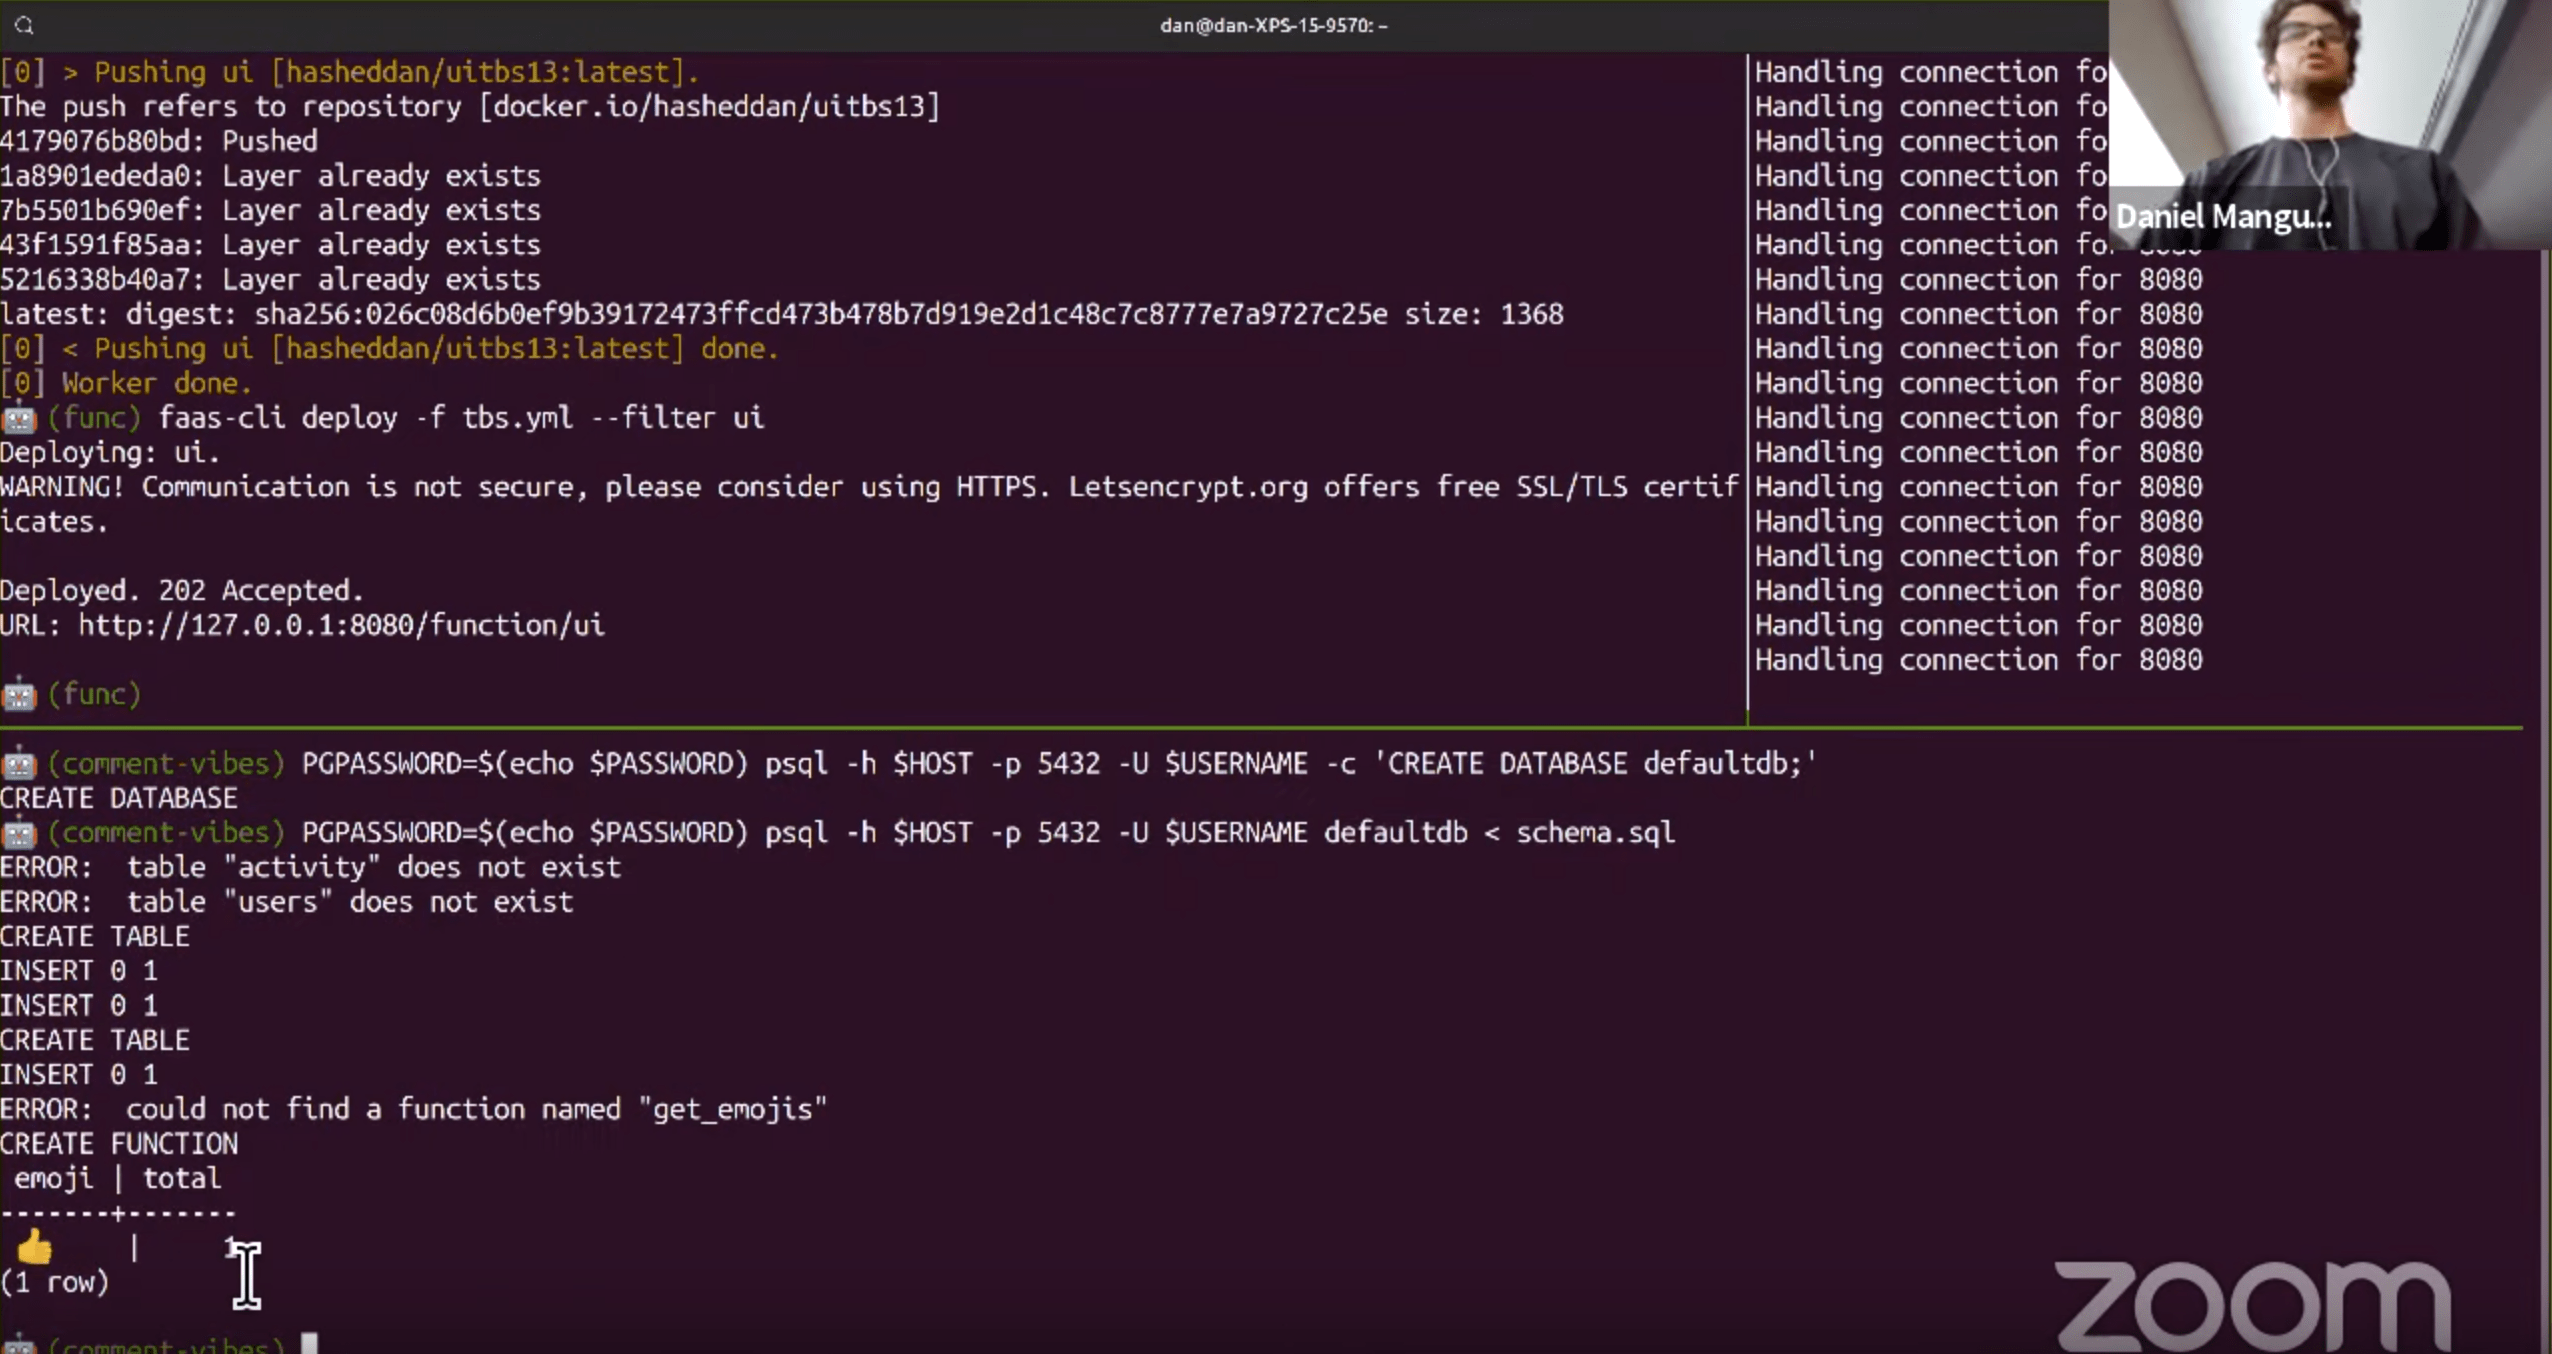 dan@dan-XPS-15-9570: ~
[0] > Pushing ui [hasheddan/uitbs13:latest].
The push refers to repository [docker.io/hasheddan/uitbs13]
4179076b80bd: Pushed
1a8901ededa0: Layer already exists
7b5501b690ef: Layer already exists
43f1591f85aa: Layer already exists
5216338b40a7: Layer already exists
latest: digest: sha256:026c08d6b0ef9b39172473ffcd473b478b7d919e2d1c48c7c8777e7a9727c25e size: 1368
[0] < Pushing ui [hasheddan/uitbs13:latest] done.
[0] Worker done.
🤖 (func) faas-cli deploy -f tbs.yml --filter ui
Deploying: ui.
WARNING! Communication is not secure, please consider using HTTPS. Letsencrypt.org offers free SSL/TLS certif
icates.
Deployed. 202 Accepted.
URL: http://127.0.0.1:8080/function/ui
🤖 (func)
Handling connection fo
Handling connection fo
Handling connection fo
Handling connection fo
Handling connection fo
Handling connection fo
Handling connection for 8080
Handling connection for 8080
Handling connection for 8080
Handling connection for 8080
Handling connection for 8080
Handling connection for 8080
Handling connection for 8080
Handling connection for 8080
Handling connection for 8080
Handling connection for 8080
Handling connection for 8080
Handling connection for 8080
Daniel Mangu...
🤖 (comment-vibes) PGPASSWORD=$(echo $PASSWORD) psql -h $HOST -p 5432 -U $USERNAME -c 'CREATE DATABASE defaultdb;'
CREATE DATABASE
🤖 (comment-vibes) PGPASSWORD=$(echo $PASSWORD) psql -h $HOST -p 5432 -U $USERNAME defaultdb < schema.sql
ERROR:  table "activity" does not exist
ERROR:  table "users" does not exist
CREATE TABLE
INSERT 0 1
INSERT 0 1
CREATE TABLE
INSERT 0 1
ERROR:  could not find a function named "get_emojis"
CREATE FUNCTION
emoji | total
-------+-------
👍 | 1
(1 row)
🤖 (comment-vibes)
zoom